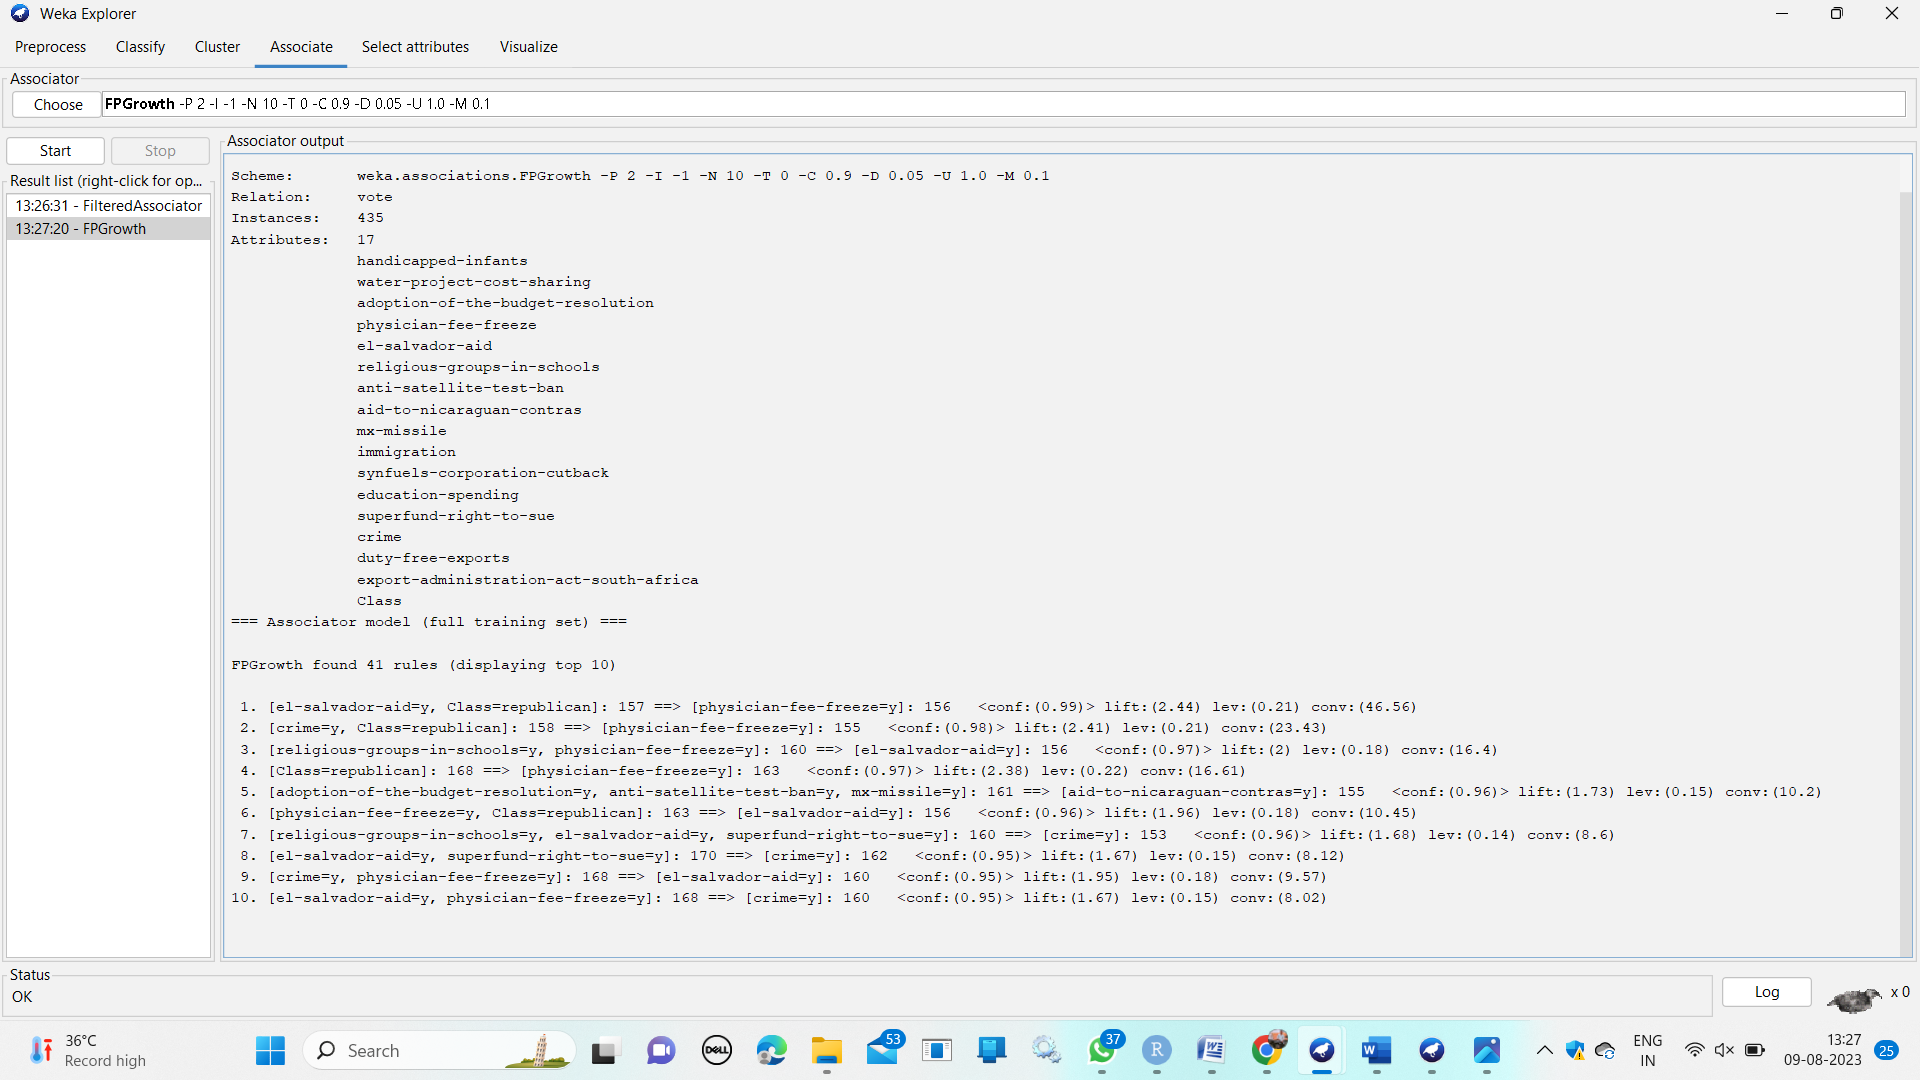 Weka Explorer
Preprocess Classify Cluster Associate Select attributes Visualize
Associator
Choose FPGrowth -P 2 -I -1 -N 10 -T 0 -C 0.9 -D 0.05 -U 1.0 -M 0.1
Start Stop
Result list (right-click for op...
13:26:31 - FilteredAssociator
13:27:20 - FPGrowth
Associator output
Scheme: weka.associations.FPGrowth -P 2 -I -1 -N 10 -T 0 -C 0.9 -D 0.05 -U 1.0 -M 0.1
Relation: vote
Instances: 435
Attributes: 17
handicapped-infants
water-project-cost-sharing
adoption-of-the-budget-resolution
physician-fee-freeze
el-salvador-aid
religious-groups-in-schools
anti-satellite-test-ban
aid-to-nicaraguan-contras
mx-missile
immigration
synfuels-corporation-cutback
education-spending
superfund-right-to-sue
crime
duty-free-exports
export-administration-act-south-africa
Class
=== Associator model (full training set) ===
FPGrowth found 41 rules (displaying top 10)
1. [el-salvador-aid=y, Class=republican]: 157 ==> [physician-fee-freeze=y]: 156 <conf:(0.99)> lift:(2.44) lev:(0.21) conv:(46.56)
2. [crime=y, Class=republican]: 158 ==> [physician-fee-freeze=y]: 155 <conf:(0.98)> lift:(2.41) lev:(0.21) conv:(23.43)
3. [religious-groups-in-schools=y, physician-fee-freeze=y]: 160 ==> [el-salvador-aid=y]: 156 <conf:(0.97)> lift:(2) lev:(0.18) conv:(16.4)
4. [Class=republican]: 168 ==> [physician-fee-freeze=y]: 163 <conf:(0.97)> lift:(2.38) lev:(0.22) conv:(16.61)
5. [adoption-of-the-budget-resolution=y, anti-satellite-test-ban=y, mx-missile=y]: 161 ==> [aid-to-nicaraguan-contras=y]: 155 <conf:(0.96)> lift:(1.73) lev:(0.15) conv:(10.2)
6. [physician-fee-freeze=y, Class=republican]: 163 ==> [el-salvador-aid=y]: 156 <conf:(0.96)> lift:(1.96) lev:(0.18) conv:(10.45)
7. [religious-groups-in-schools=y, el-salvador-aid=y, superfund-right-to-sue=y]: 160 ==> [crime=y]: 153 <conf:(0.96)> lift:(1.68) lev:(0.14) conv:(8.6)
8. [el-salvador-aid=y, superfund-right-to-sue=y]: 170 ==> [crime=y]: 162 <conf:(0.95)> lift:(1.67) lev:(0.15) conv:(8.12)
9. [crime=y, physician-fee-freeze=y]: 168 ==> [el-salvador-aid=y]: 160 <conf:(0.95)> lift:(1.95) lev:(0.18) conv:(9.57)
10. [el-salvador-aid=y, physician-fee-freeze=y]: 168 ==> [crime=y]: 160 <conf:(0.95)> lift:(1.67) lev:(0.15) conv:(8.02)
Status
OK
Log x 0
36°C
Record high
Search
DELL
53
37
R
W
W
ENG
IN
13:27
09-08-2023
25